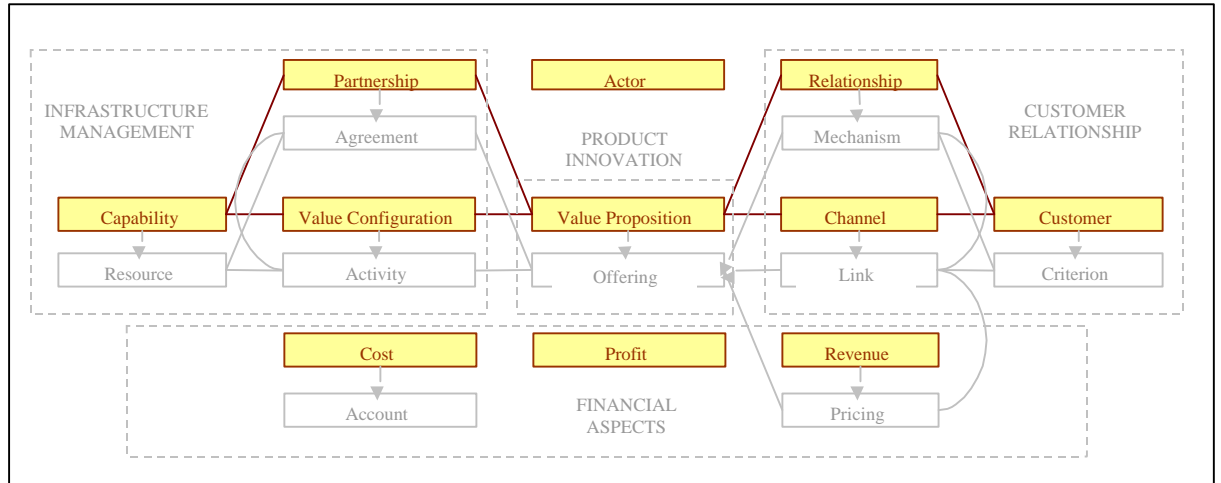 Partnership
Actor
Relationship
INFRASTRUCTURE
MANAGEMENT
CUSTOMER
RELATIONSHIP
Agreement
PRODUCT
INNOVATION
Mechanism
Capability
Value Configuration
Value Proposition
Channel
Customer
Resource
Activity
Offering
Link
Criterion
Cost
Profit
Revenue
Account
FINANCIAL
ASPECTS
Pricing